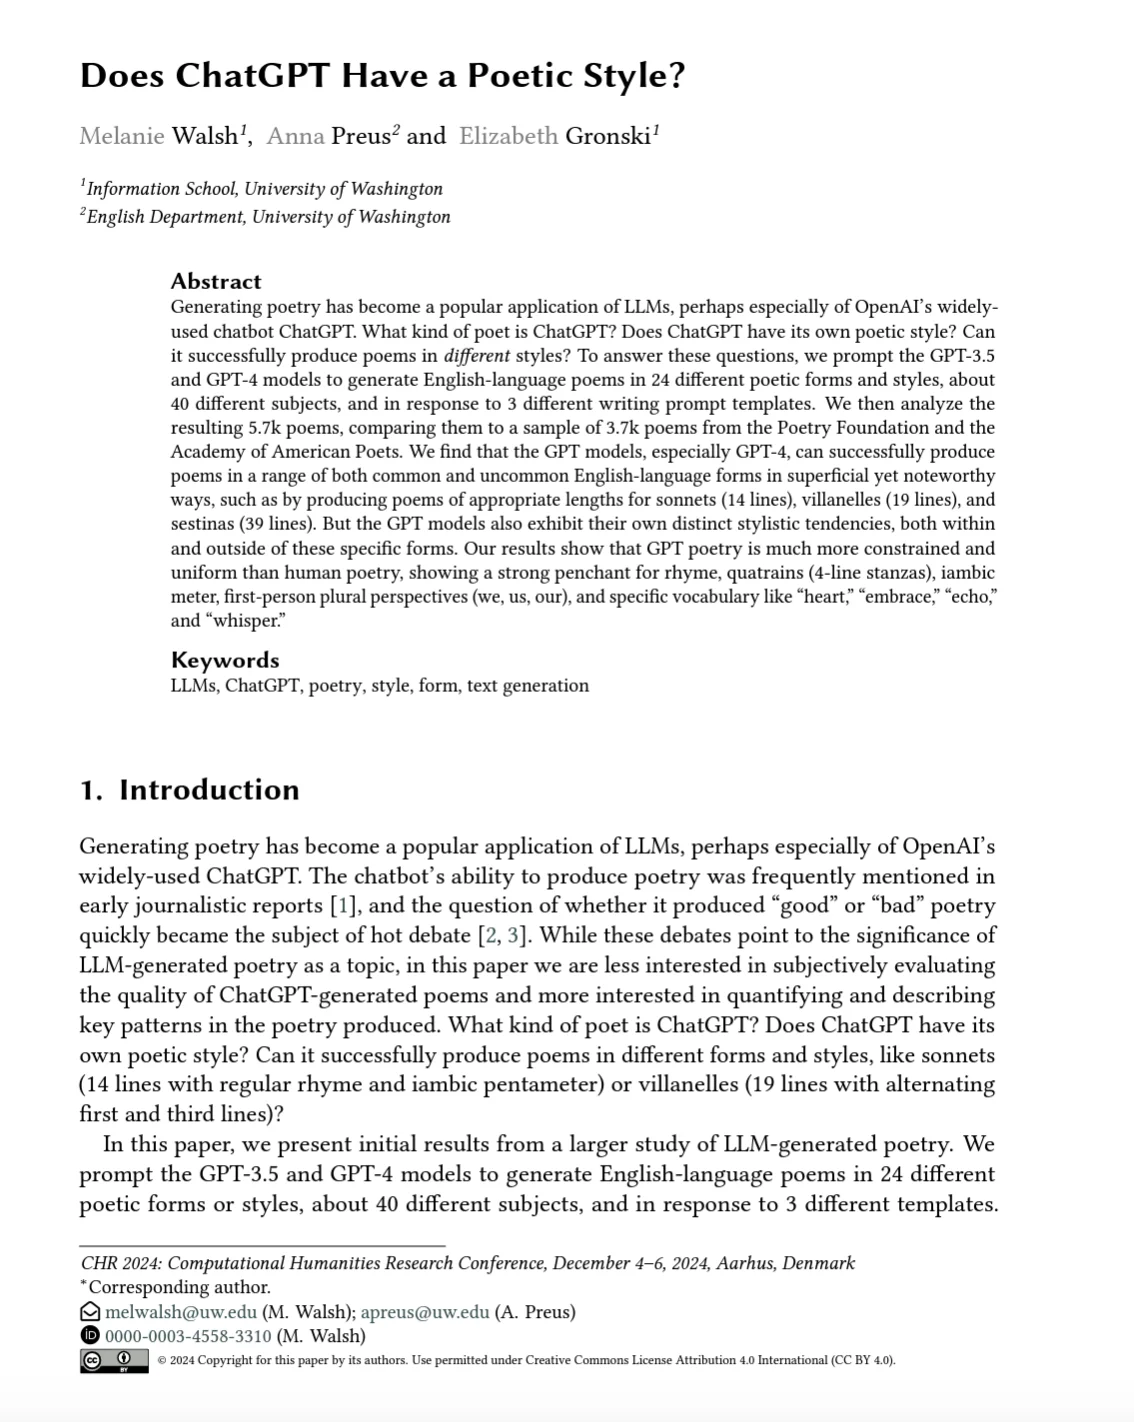 Does ChatGPT Have a Poetic Style?
Melanie Walsh1, Anna Preus2 and Elizabeth Gronski1
1Information School, University of Washington
2English Department, University of Washington
Abstract
Generating poetry has become a popular application of LLMs, perhaps especially of OpenAI's widely-
used chatbot ChatGPT. What kind of poet is ChatGPT? Does ChatGPT have its own poetic style? Can
it successfully produce poems in different styles? To answer these questions, we prompt the GPT-3.5
and GPT-4 models to generate English-language poems in 24 different poetic forms and styles, about
40 different subjects, and in response to 3 different writing prompt templates. We then analyze the
resulting 5.7k poems, comparing them to a sample of 3.7k poems from the Poetry Foundation and the
Academy of American Poets. We find that the GPT models, especially GPT-4, can successfully produce
poems in a range of both common and uncommon English-language forms in superficial yet noteworthy
ways, such as by producing poems of appropriate lengths for sonnets (14 lines), villanelles (19 lines), and
sestinas (39 lines). But the GPT models also exhibit their own distinct stylistic tendencies, both within
and outside of these specific forms. Our results show that GPT poetry is much more constrained and
uniform than human poetry, showing a strong penchant for rhyme, quatrains (4-line stanzas), iambic
meter, first-person plural perspectives (we, us, our), and specific vocabulary like “heart,” “embrace,” “echo,”
and “whisper.”
Keywords
LLMs, ChatGPT, poetry, style, form, text generation
1. Introduction
Generating poetry has become a popular application of LLMs, perhaps especially of OpenAI's
widely-used ChatGPT. The chatbot's ability to produce poetry was frequently mentioned in
early journalistic reports [1], and the question of whether it produced “good” or “bad” poetry
quickly became the subject of hot debate [2, 3]. While these debates point to the significance of
LLM-generated poetry as a topic, in this paper we are less interested in subjectively evaluating
the quality of ChatGPT-generated poems and more interested in quantifying and describing
key patterns in the poetry produced. What kind of poet is ChatGPT? Does ChatGPT have its
own poetic style? Can it successfully produce poems in different forms and styles, like sonnets
(14 lines with regular rhyme and iambic pentameter) or villanelles (19 lines with alternating
first and third lines)?
In this paper, we present initial results from a larger study of LLM-generated poetry. We
prompt the GPT-3.5 and GPT-4 models to generate English-language poems in 24 different
poetic forms or styles, about 40 different subjects, and in response to 3 different templates.
CHR 2024: Computational Humanities Research Conference, December 4–6, 2024, Aarhus, Denmark
*Corresponding author.
melwalsh@uw.edu (M. Walsh); apreus@uw.edu (A. Preus)
iD 0000-0003-4558-3310 (M. Walsh)
cc BY © 2024 Copyright for this paper by its authors. Use permitted under Creative Commons License Attribution 4.0 International (CC BY 4.0).